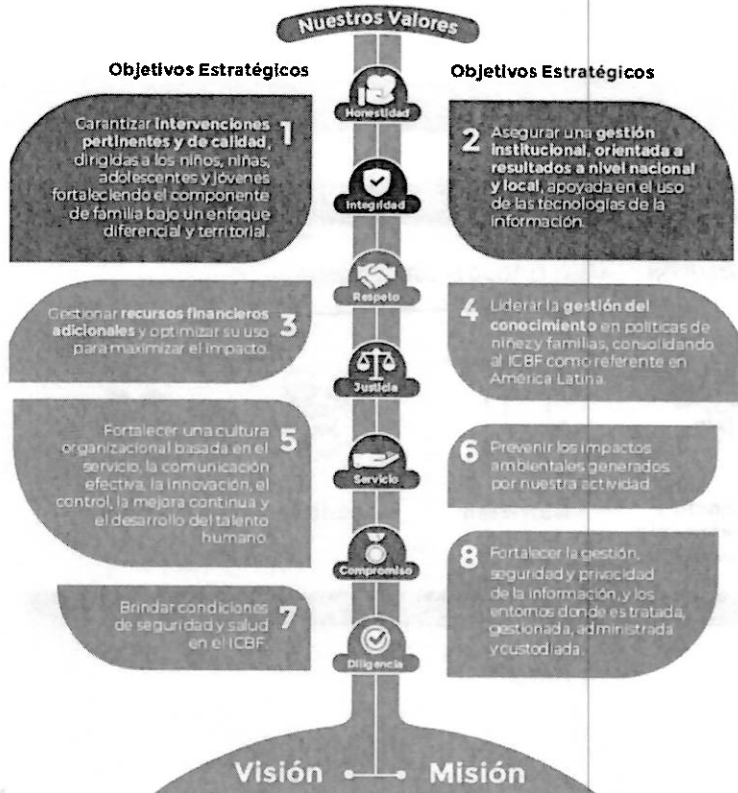 Nuestros Valores
Objetivos Estratégicos
Objetivos Estratégicos
Honestidad
1
Garantizar intervenciones
pertinentes y de calidad,
dirigidas a los niños, niñas,
adolescentes y jóvenes
fortaleciendo el componente
de familia bajo un enfoque
diferencial y territorial.
2
Asegurar una gestión
institucional, orientada a
resultados a nivel nacional
y local, apoyada en el uso
de las tecnologías de la
información.
Integridad
Respeto
3
Gestionar recursos financieros
adicionales y optimizar su uso
para maximizar el impacto.
4
Liderar la gestión del
conocimiento en políticas de
niñez y familias, consolidando
al ICBF como referente en
América Latina.
Justicia
5
Fortalecer una cultura
organizacional basada en el
servicio, la comunicación
efectiva, la innovación, el
control, la mejora continua y
el desarrollo del talento
humano.
6
Prevenir los impactos
ambientales generados
por nuestra actividad
Servicio
Compromiso
7
Brindar condiciones
de seguridad y salud
en el ICBF.
8
Fortalecer la gestión,
seguridad y privacidad
de la información, y los
entornos donde es tratada,
gestionada, administrada
y custodiada.
Diligencia
Visión
Misión